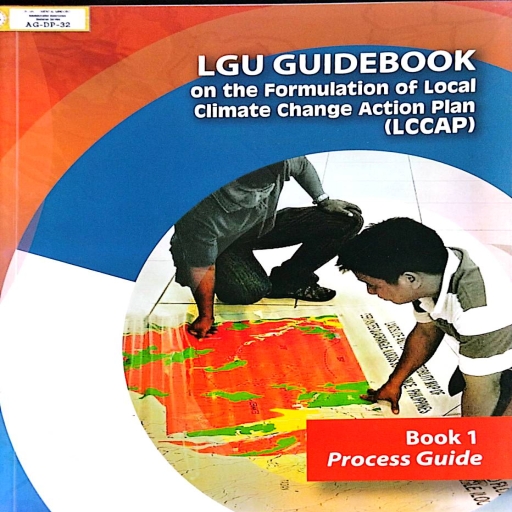 AG-DP-32
LGU GUIDEBOOK
on the Formulation of Local
Climate Change Action Plan
(LCCAP)
Book 1
Process Guide